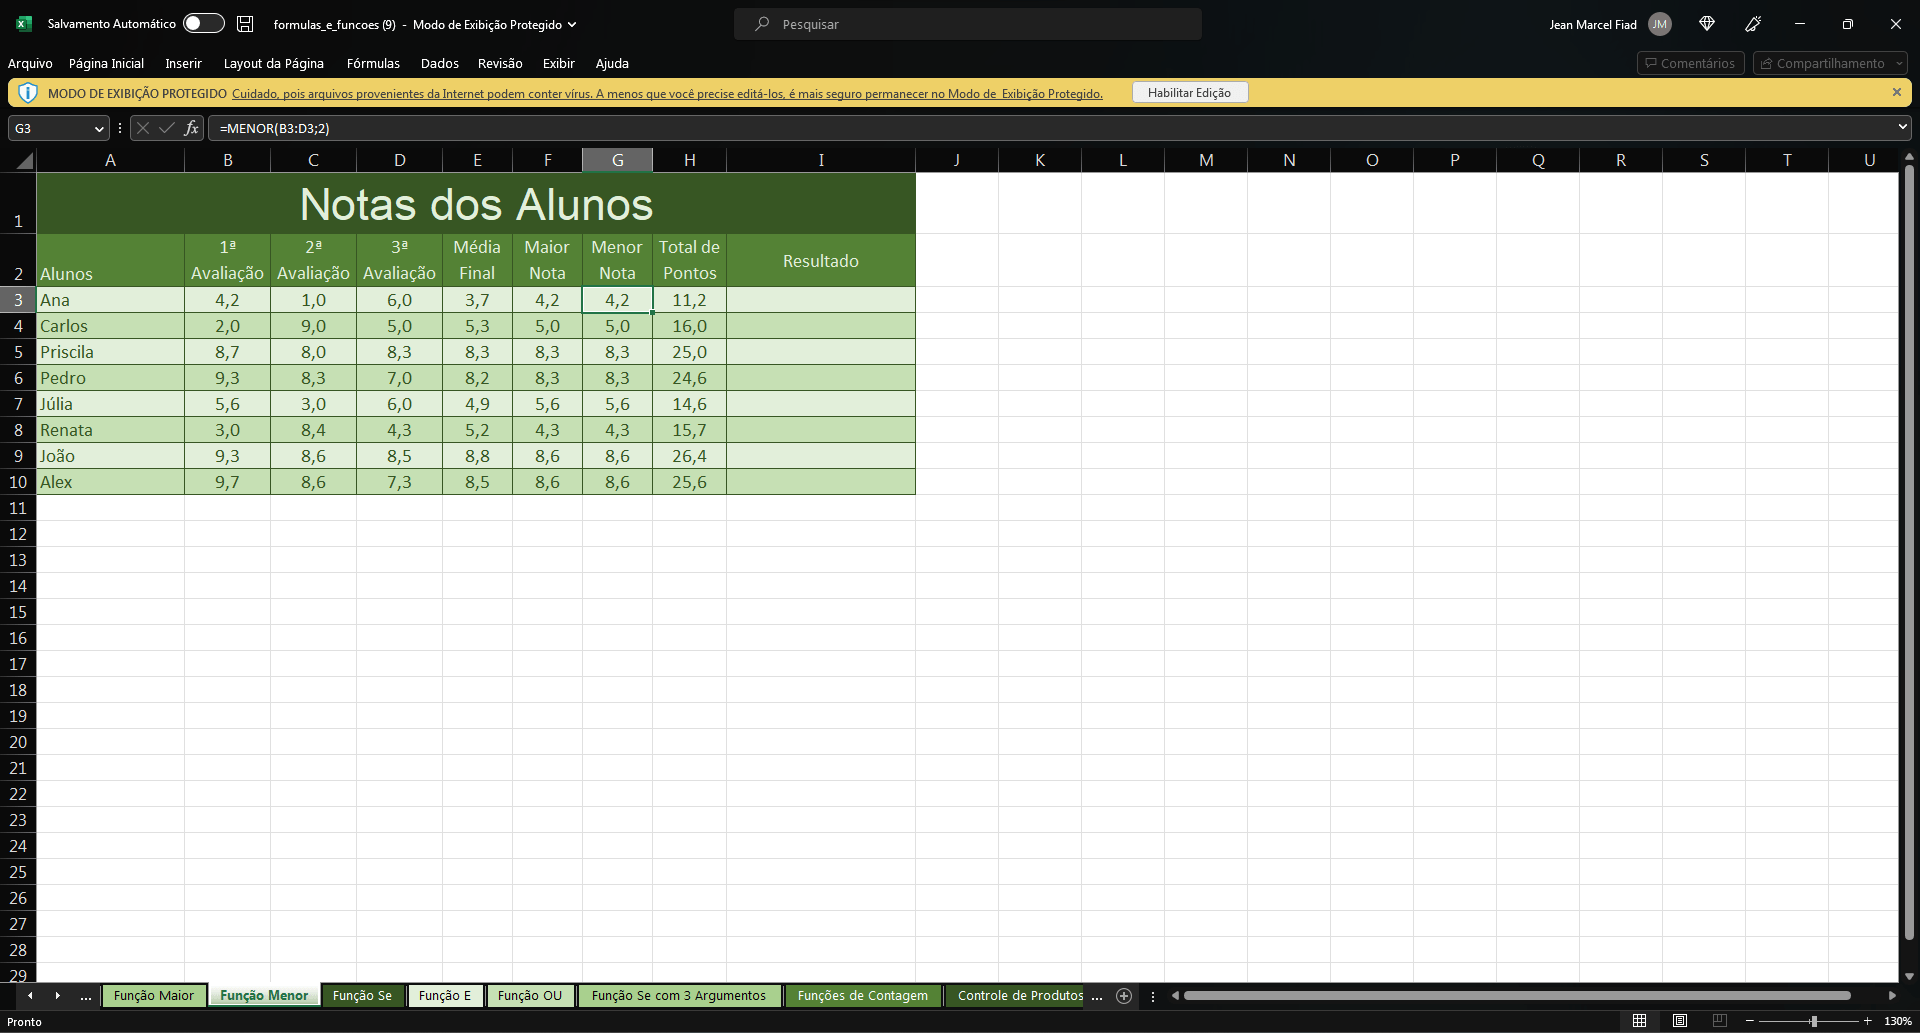 Salvamento Automático
formulas_e_funcoes (9) - Modo de Exibição Protegido
Pesquisar
Jean Marcel Fiad
JM
Arquivo Página Inicial Inserir Layout da Página Fórmulas Dados Revisão Exibir Ajuda
Comentários
Compartilhamento
MODO DE EXIBIÇÃO PROTEGIDO Cuidado, pois arquivos provenientes da Internet podem conter vírus. A menos que você precise editá-los, é mais seguro permanecer no Modo de Exibição Protegido.
Habilitar Edição
G3
fx
=MENOR(B3:D3;2)
A B C D E F G H I J K L M N O P Q R S T U
1 Notas dos Alunos
2 Alunos 1ª Avaliação 2ª Avaliação 3ª Avaliação Média Final Maior Nota Menor Nota Total de Pontos Resultado
3 Ana 4,2 1,0 6,0 3,7 4,2 4,2 11,2
4 Carlos 2,0 9,0 5,0 5,3 5,0 5,0 16,0
5 Priscila 8,7 8,0 8,3 8,3 8,3 8,3 25,0
6 Pedro 9,3 8,3 7,0 8,2 8,3 8,3 24,6
7 Júlia 5,6 3,0 6,0 4,9 5,6 5,6 14,6
8 Renata 3,0 8,4 4,3 5,2 4,3 4,3 15,7
9 João 9,3 8,6 8,5 8,8 8,6 8,6 26,4
10 Alex 9,7 8,6 7,3 8,5 8,6 8,6 25,6
11
12
13
14
15
16
17
18
19
20
21
22
23
24
25
26
27
28
29
... Função Maior Função Menor Função Se Função E Função OU Função Se com 3 Argumentos Funções de Contagem Controle de Produtos ...
Pronto
130%